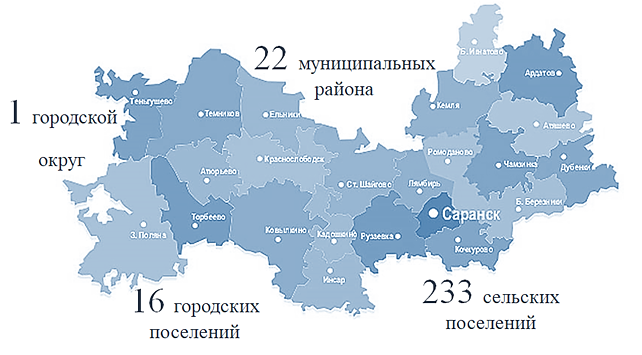 Б. Игнатово
22 муниципальных
района
Ардатов
Теньгушево
Темников
Ельники
Кемля
1 городской
округ
Атяшево
Ромоданово
Чамзинка
Дубенки
Краснослободск
Атюрьево
Ст. Шайгово
Лямбирь
Б. Березники
Саранск
Торбеево
З. Поляна
Ковылкино
Кадошкино
Рузаевка
Кочкурово
Инсар
16 городских
поселений
233 сельских
поселений